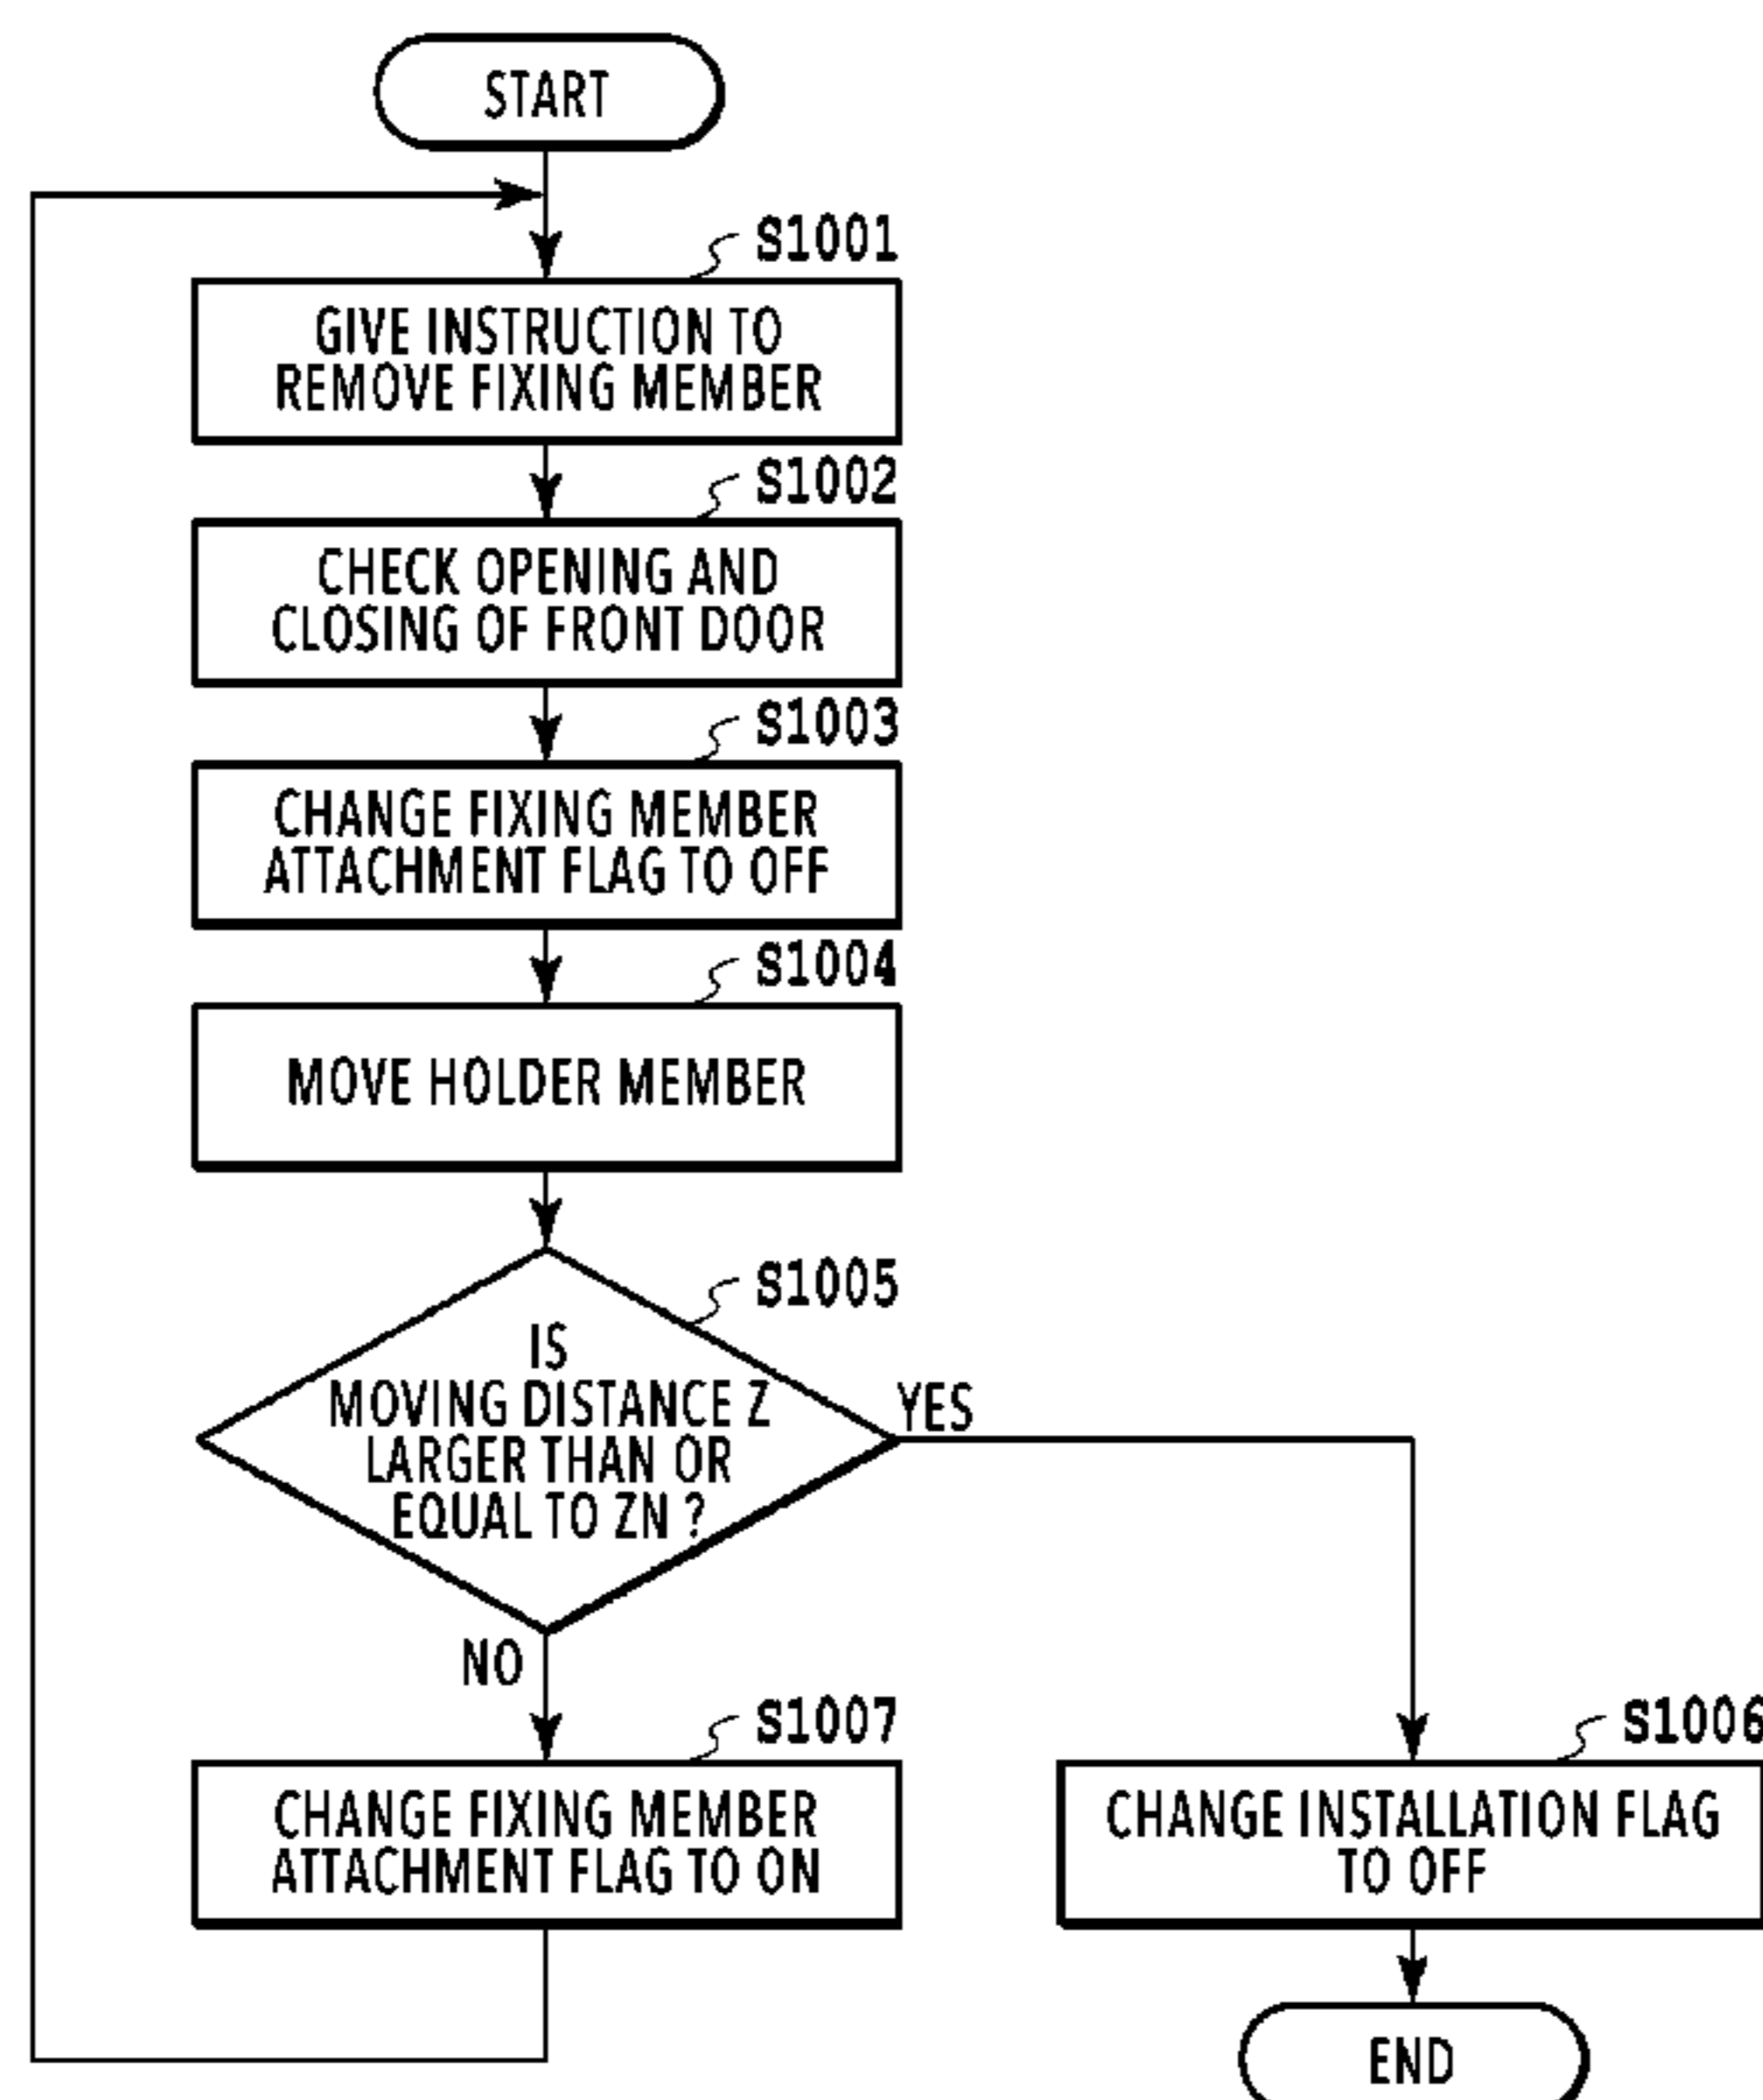 START
S1001
GIVE INSTRUCTION TO
REMOVE FIXING MEMBER
S1002
CHECK OPENING AND
CLOSING OF FRONT DOOR
S1003
CHANGE FIXING MEMBER
ATTACHMENT FLAG TO OFF
S1004
MOVE HOLDER MEMBER
S1005
IS
MOVING DISTANCE Z
LARGER THAN OR
EQUAL TO ZN ?
YES
NO
S1007
CHANGE FIXING MEMBER
ATTACHMENT FLAG TO ON
S1006
CHANGE INSTALLATION FLAG
TO OFF
END